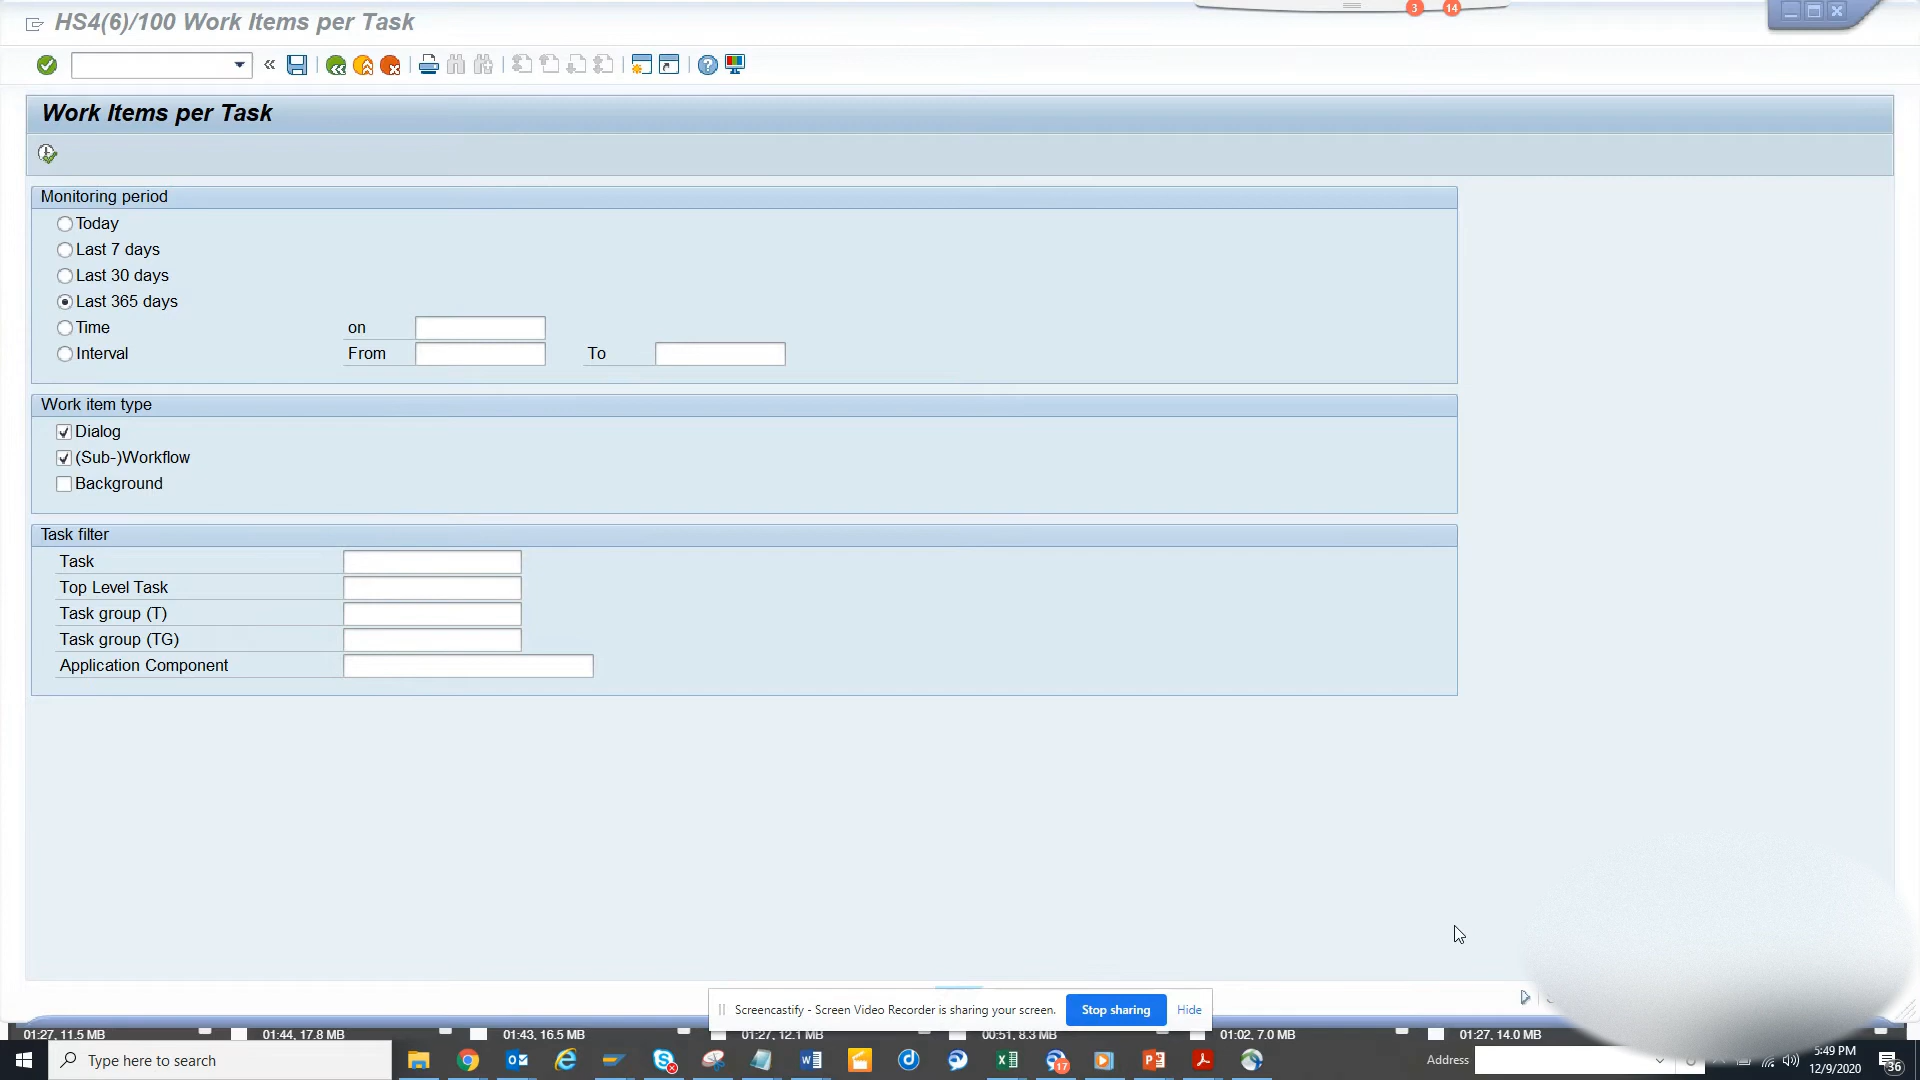 HS4(6)/100 Work Items per Task
3 14
Work Items per Task
Monitoring period
Today
Last 7 days
Last 30 days
Last 365 days
Time on
Interval From To
Work item type
Dialog
(Sub-)Workflow
Background
Task filter
Task
Top Level Task
Task group (T)
Task group (TG)
Application Component
Screencastify - Screen Video Recorder is sharing your screen. Stop sharing Hide
01:27, 11.5 MB 01:44, 17.8 MB 01:43, 16.5 MB 01:27, 12.1 MB 00:51, 8.3 MB 01:02, 7.0 MB 01:27, 14.0 MB
Type here to search 17 Address 5:49 PM
12/9/2020 36